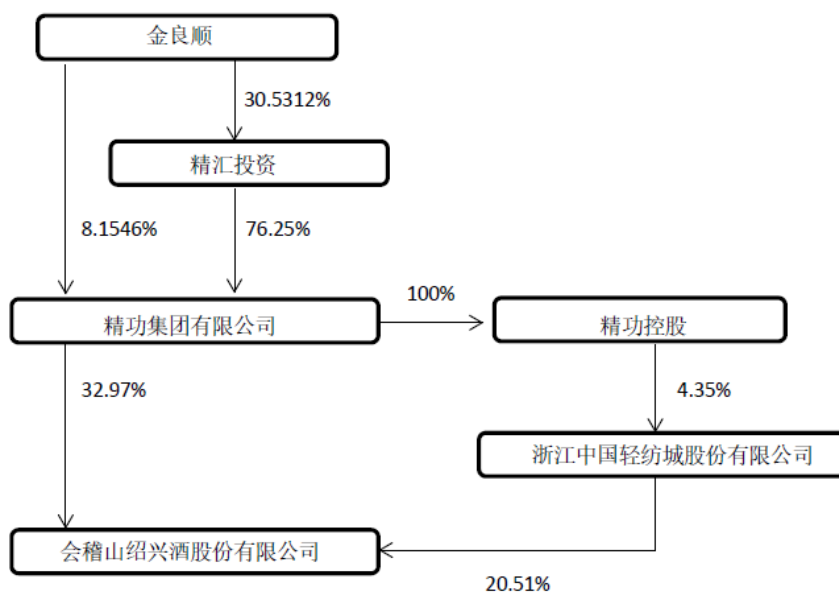 金良顺
30.5312%
精汇投资
8.1546%
76.25%
100%
精功集团有限公司
精功控股
32.97%
4.35%
浙江中国轻纺城股份有限公司
会稽山绍兴酒股份有限公司
20.51%